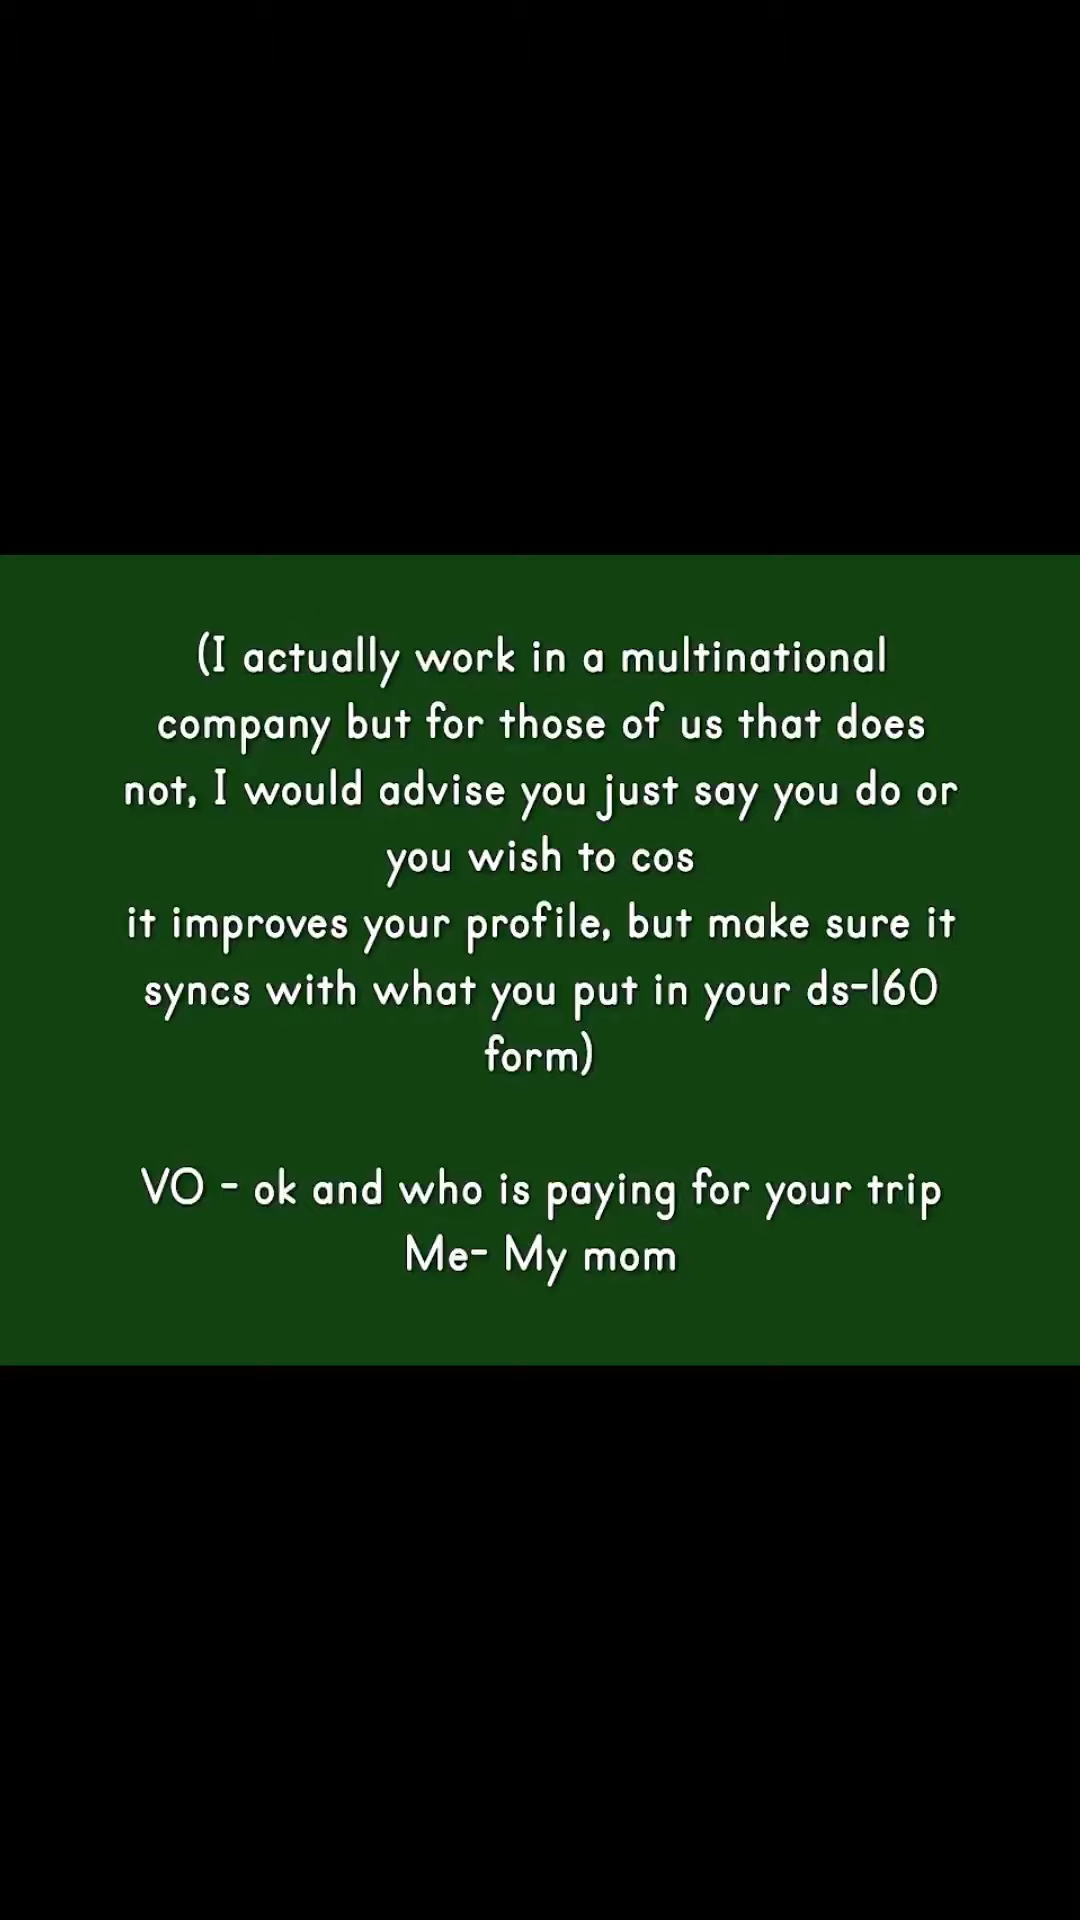 (I actually work in a multinational
company but for those of us that does
not, I would advise you just say you do or
you wish to cos
it improves your profile, but make sure it
syncs with what you put in your ds-160
form)
VO - ok and who is paying for your trip
Me- My mom